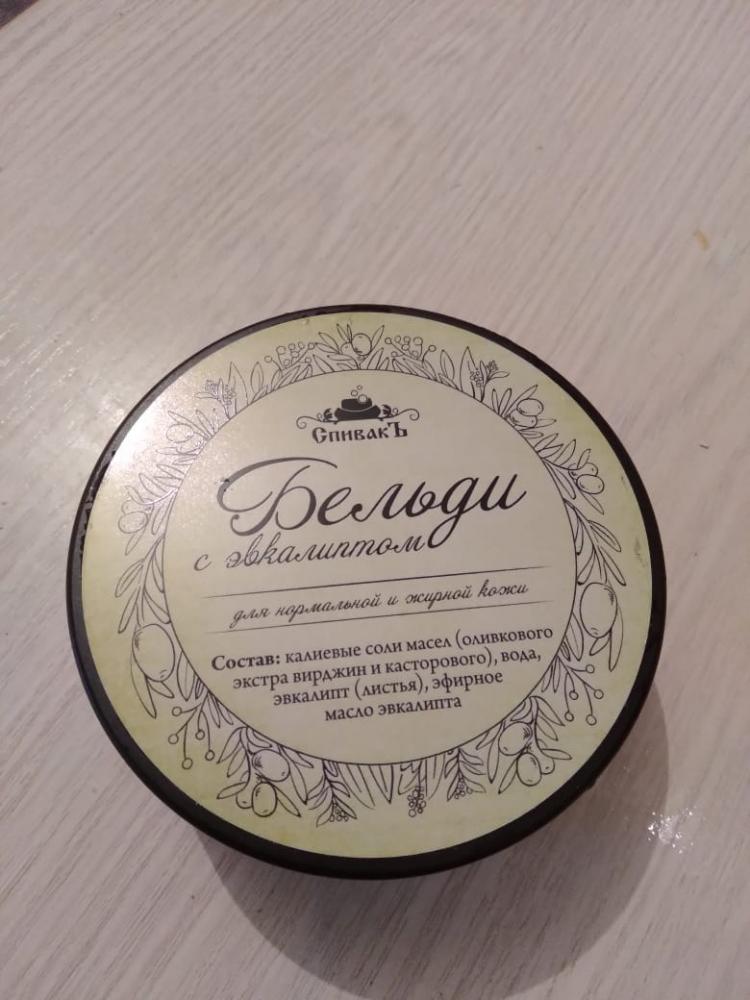 СпивакЪ
Бельди
с эвкалиптом
для нормальной и жирной кожи
Состав: калиевые соли масел (оливкового
экстра вирджин и касторового), вода,
эвкалипт (листья), эфирное
масло эвкалипта